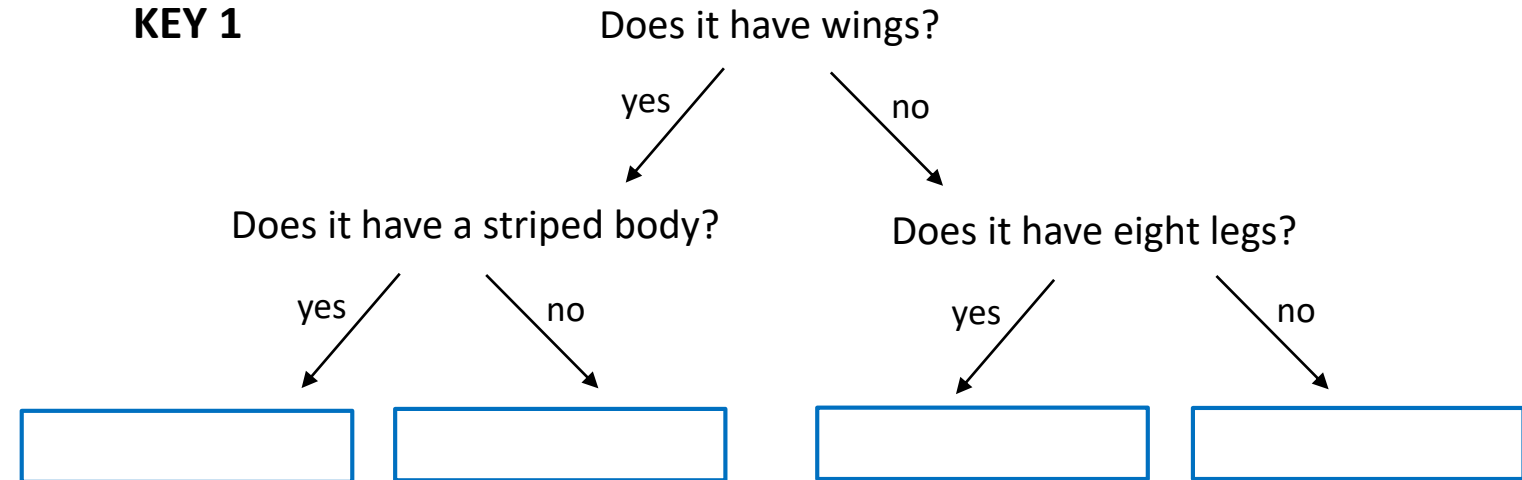 KEY 1
Does it have wings?
yes
no
Does it have a striped body?
Does it have eight legs?
yes
no
yes
no